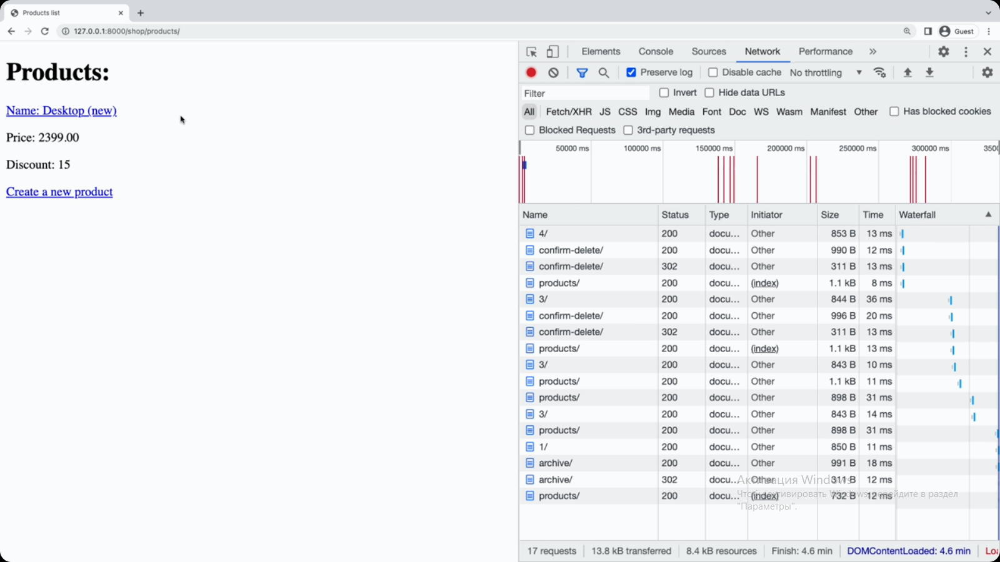 Products list
127.0.0.1:8000/shop/products/
Guest
Products:
Name: Desktop (new)
Price: 2399.00
Discount: 15
Create a new product
Elements Console Sources Network Performance
Preserve log Disable cache No throttling
Filter Invert Hide data URLs
All Fetch/XHR JS CSS Img Media Font Doc WS Wasm Manifest Other Has blocked cookies
Blocked Requests 3rd-party requests
50000 ms 100000 ms 150000 ms 200000 ms 250000 ms 300000 ms
Name Status Type Initiator Size Time Waterfall
4/ 200 docu... Other 853 B 13 ms
confirm-delete/ 200 docu... Other 990 B 12 ms
confirm-delete/ 302 docu... Other 311 B 13 ms
products/ 200 docu... (index) 1.1 kB 8 ms
3/ 200 docu... Other 844 B 36 ms
confirm-delete/ 200 docu... Other 996 B 20 ms
confirm-delete/ 302 docu... Other 311 B 13 ms
products/ 200 docu... (index) 1.1 kB 13 ms
3/ 200 docu... Other 843 B 10 ms
products/ 200 docu... Other 1.1 kB 11 ms
products/ 200 docu... Other 898 B 31 ms
3/ 200 docu... Other 843 B 14 ms
products/ 200 docu... Other 898 B 31 ms
1/ 200 docu... Other 850 B 11 ms
archive/ 200 docu... Other 991 B 18 ms
archive/ 302 docu... Other 311 B 12 ms
products/ 200 docu... (index) 732 B 12 ms
Активация Windows
Чтобы активировать Windows, перейдите в раздел
"Параметры".
17 requests 13.8 kB transferred 8.4 kB resources Finish: 4.6 min DOMContentLoaded: 4.6 min